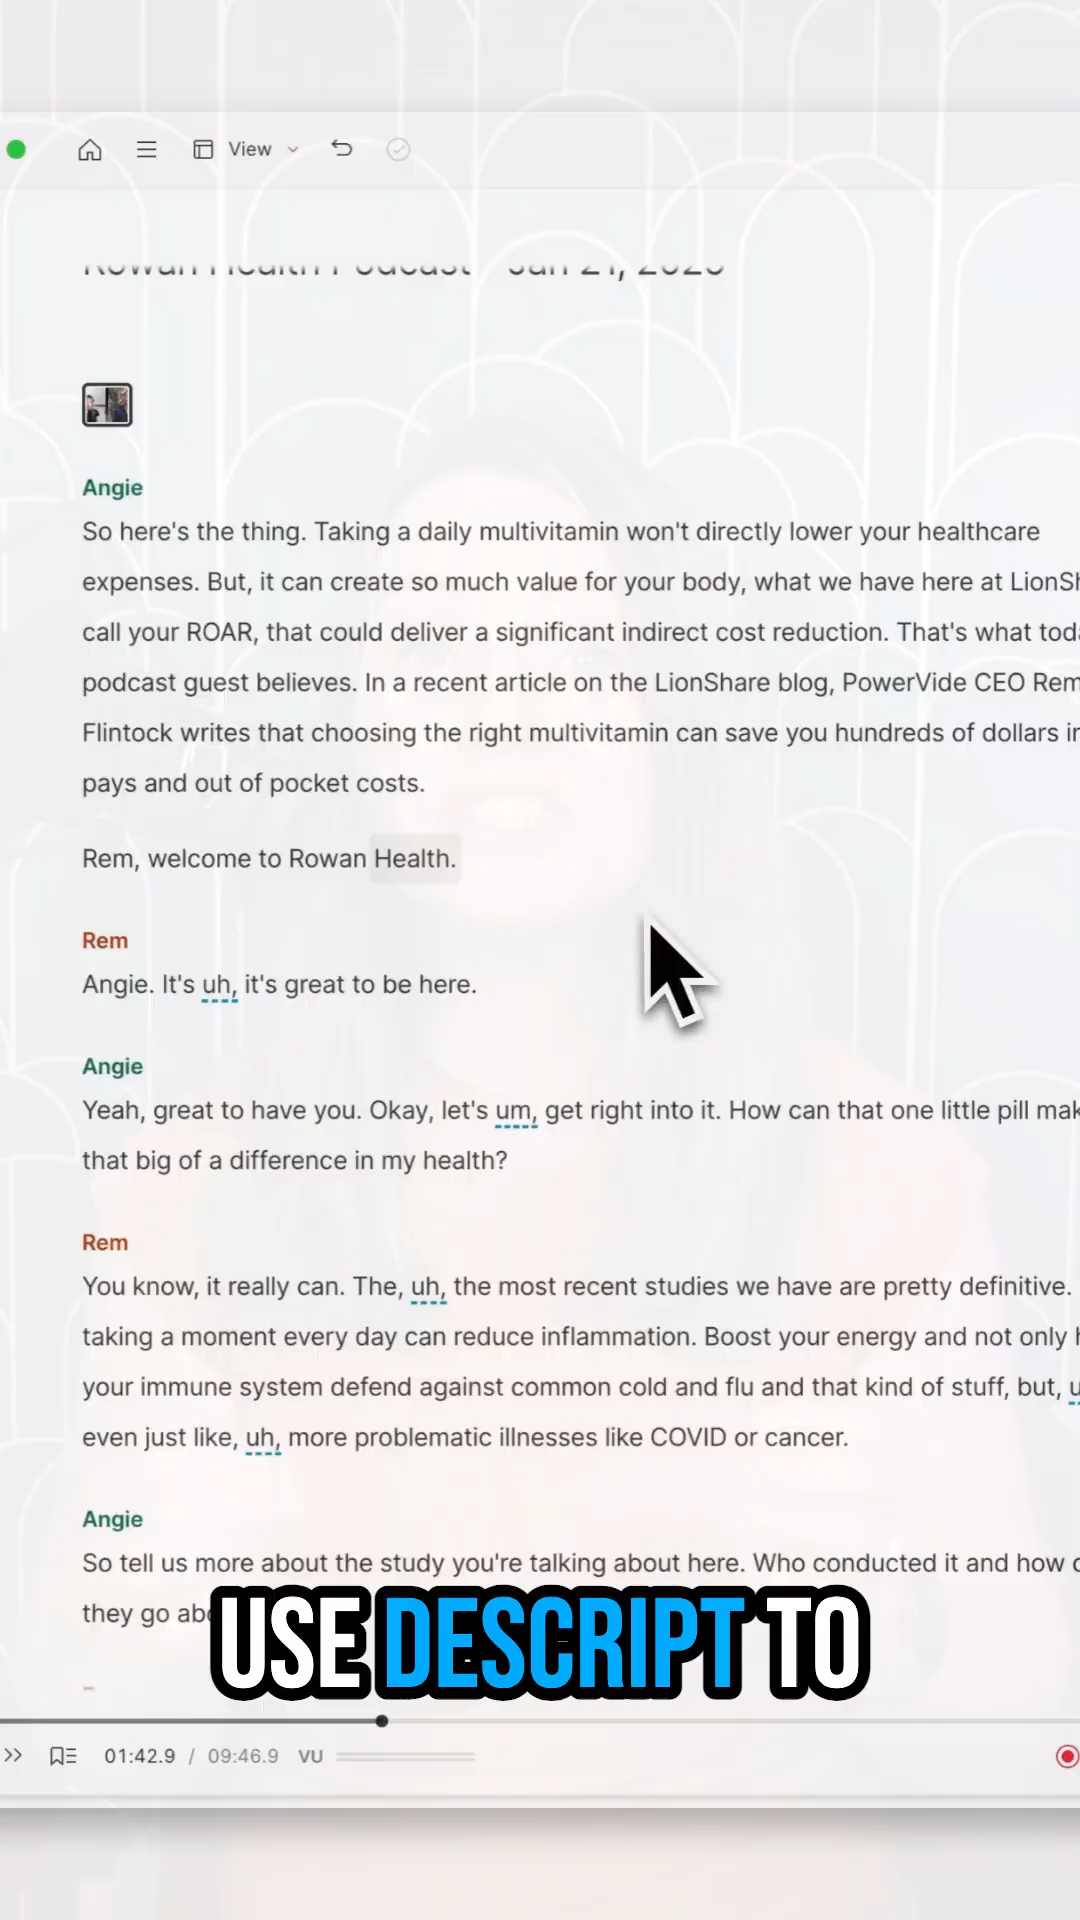 View
Rowan Health Podcast - Jan 21, 2025
Angie
So here's the thing. Taking a daily multivitamin won't directly lower your healthcare
expenses. But, it can create so much value for your body, what we have here at LionSh
call your ROAR, that could deliver a significant indirect cost reduction. That's what toda
podcast guest believes. In a recent article on the LionShare blog, PowerVide CEO Rem
Flintock writes that choosing the right multivitamin can save you hundreds of dollars in
pays and out of pocket costs.
Rem, welcome to Rowan Health.
Rem
Angie. It's uh, it's great to be here.
Angie
Yeah, great to have you. Okay, let's um, get right into it. How can that one little pill mak
that big of a difference in my health?
Rem
You know, it really can. The, uh, the most recent studies we have are pretty definitive.
taking a moment every day can reduce inflammation. Boost your energy and not only h
your immune system defend against common cold and flu and that kind of stuff, but, u
even just like, uh, more problematic illnesses like COVID or cancer.
Angie
So tell us more about the study you're talking about here. Who conducted it and how
they go
USE DESCRIPT TO
01:42.9 / 09:46.9 VU